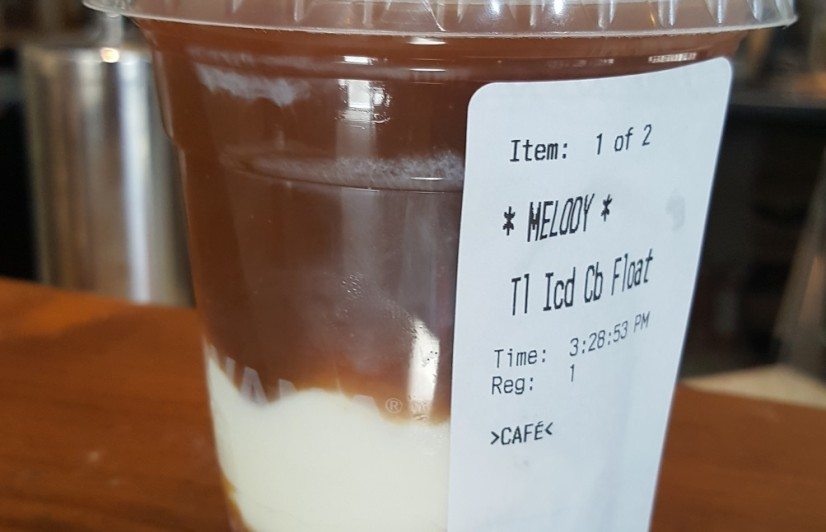 Item: 1 of 2
* MELODY *
Tl Icd Cb Float
Time: 3:28:53 PM
Reg: 1
>CAFÉ<
®